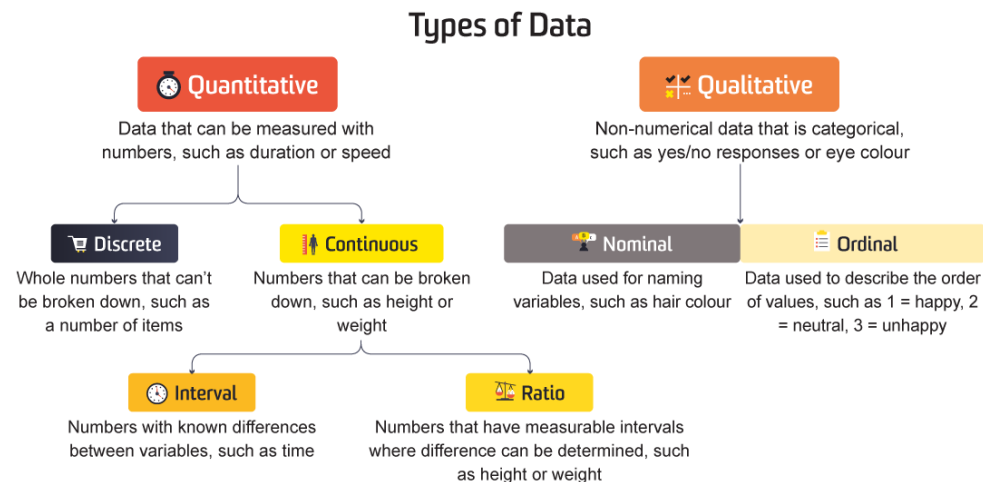 Types of Data
Quantitative
Data that can be measured with
numbers, such as duration or speed
Qualitative
Non-numerical data that is categorical,
such as yes/no responses or eye colour
Discrete
Whole numbers that can't
be broken down, such as
a number of items
Continuous
Numbers that can be broken
down, such as height or
weight
Nominal
Data used for naming
variables, such as hair colour
Ordinal
Data used to describe the order
of values, such as 1 = happy, 2
= neutral, 3 = unhappy
Interval
Numbers with known differences
between variables, such as time
Ratio
Numbers that have measurable intervals
where difference can be determined, such
as height or weight